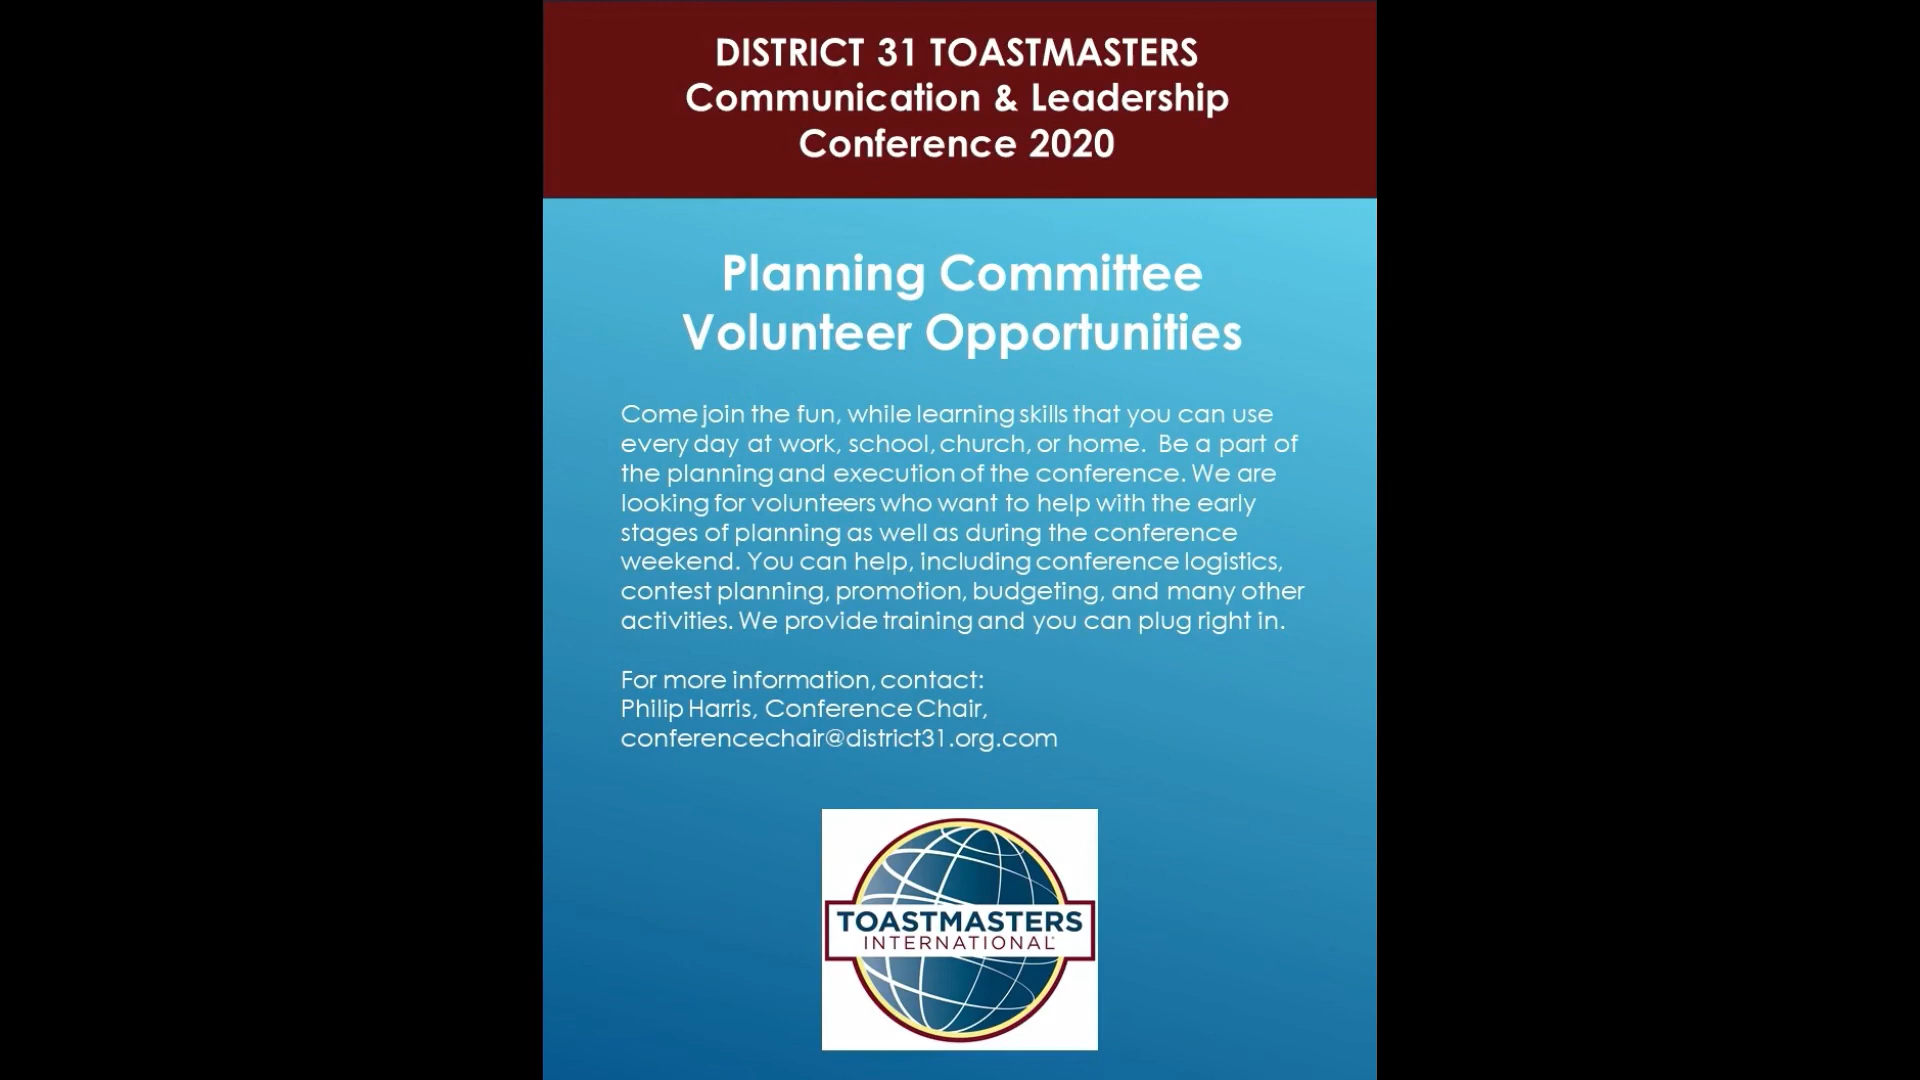 DISTRICT 31 TOASTMASTERS
Communication & Leadership
Conference 2020
Planning Committee
Volunteer Opportunities
Come join the fun, while learning skills that you can use
every day at work, school, church, or home. Be a part of
the planning and execution of the conference. We are
looking for volunteers who want to help with the early
stages of planning as well as during the conference
weekend. You can help, including conference logistics,
contest planning, promotion, budgeting, and many other
activities. We provide training and you can plug right in.
For more information, contact:
Philip Harris, Conference Chair,
conferencechair@district31.org.com
TOASTMASTERS
INTERNATIONAL